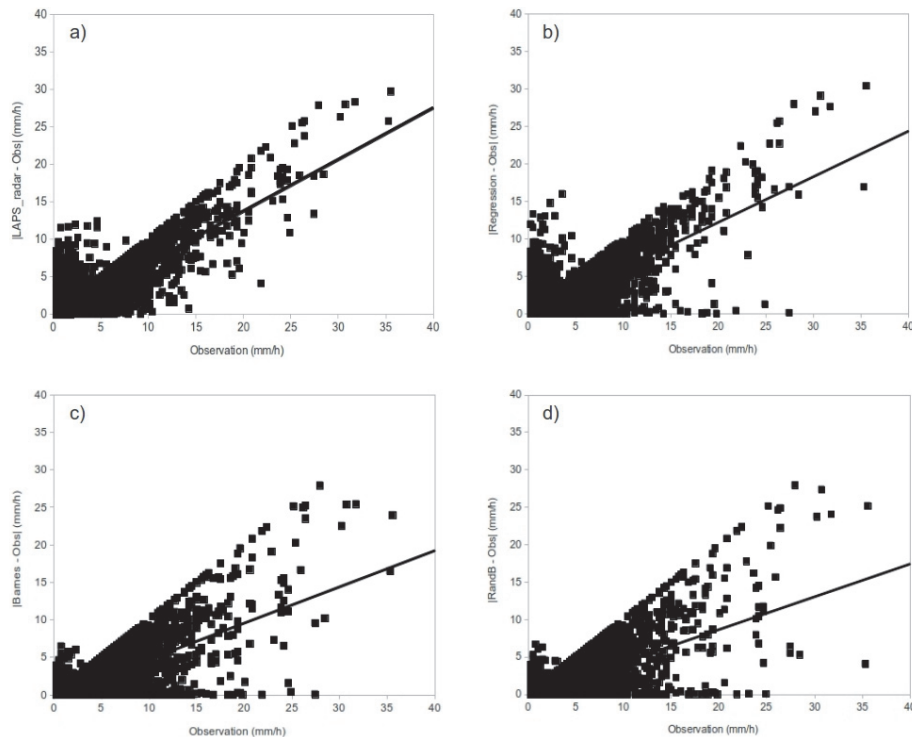 a)
|LAPS_radar - Obs| (mm/h)
40
35
30
25
20
15
10
5
0
0 5 10 15 20 25 30 35 40
Observation (mm/h)
b)
|Regression - Obs| (mm/h)
40
35
30
25
20
15
10
5
0
0 5 10 15 20 25 30 35 40
Observation (mm/h)
c)
|Barnes - Obs| (mm/h)
40
35
30
25
20
15
10
5
0
0 5 10 15 20 25 30 35 40
Observation (mm/h)
d)
|RandB - Obs| (mm/h)
40
35
30
25
20
15
10
5
0
0 5 10 15 20 25 30 35 40
Observation (mm/h)